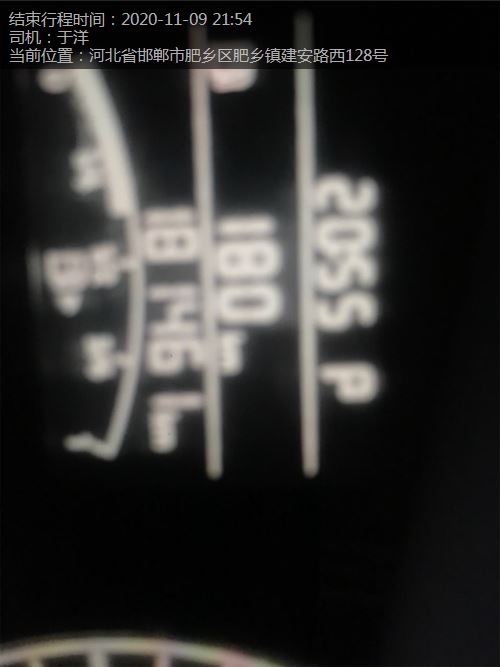 结束行程时间：2020-11-09 21:54
司机：于洋
当前位置：河北省邯郸市肥乡区肥乡镇建安路西128号
2055 P
180 km
18 146 km